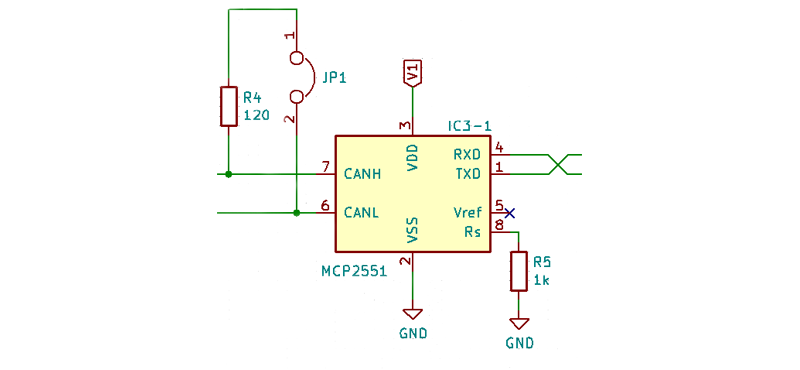 1
JP1
V1
R4
120
2
3
IC3-1
7
CANH
VDD
RXD
4
TXD
1
6
CANL
Vref
5
VSS
Rs
8
MCP2551
2
R5
1k
GND
GND